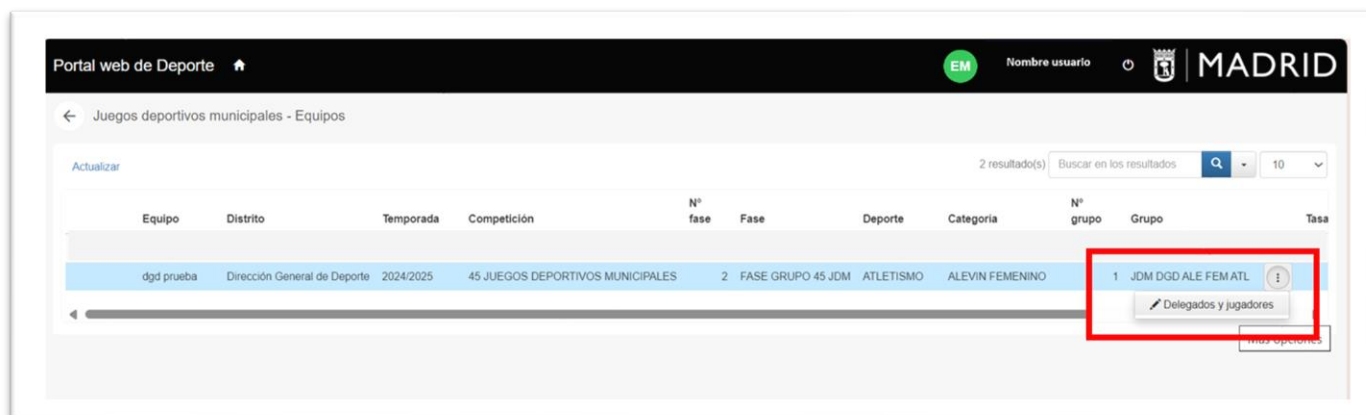 Portal web de Deporte EM Nombre usuario MADRID
Juegos deportivos municipales - Equipos
Actualizar 2 resultado(s) Buscar en los resultados 10
Equipo Distrito Temporada Competición Nº fase Fase Deporte Categoria Nº grupo Grupo Tasa
dgd prueba Dirección General de Deporte 2024/2025 45 JUEGOS DEPORTIVOS MUNICIPALES 2 FASE GRUPO 45 JDM ATLETISMO ALEVIN FEMENINO 1 JDM DGD ALE FEM ATL
Delegados y jugadores
Mas opciones